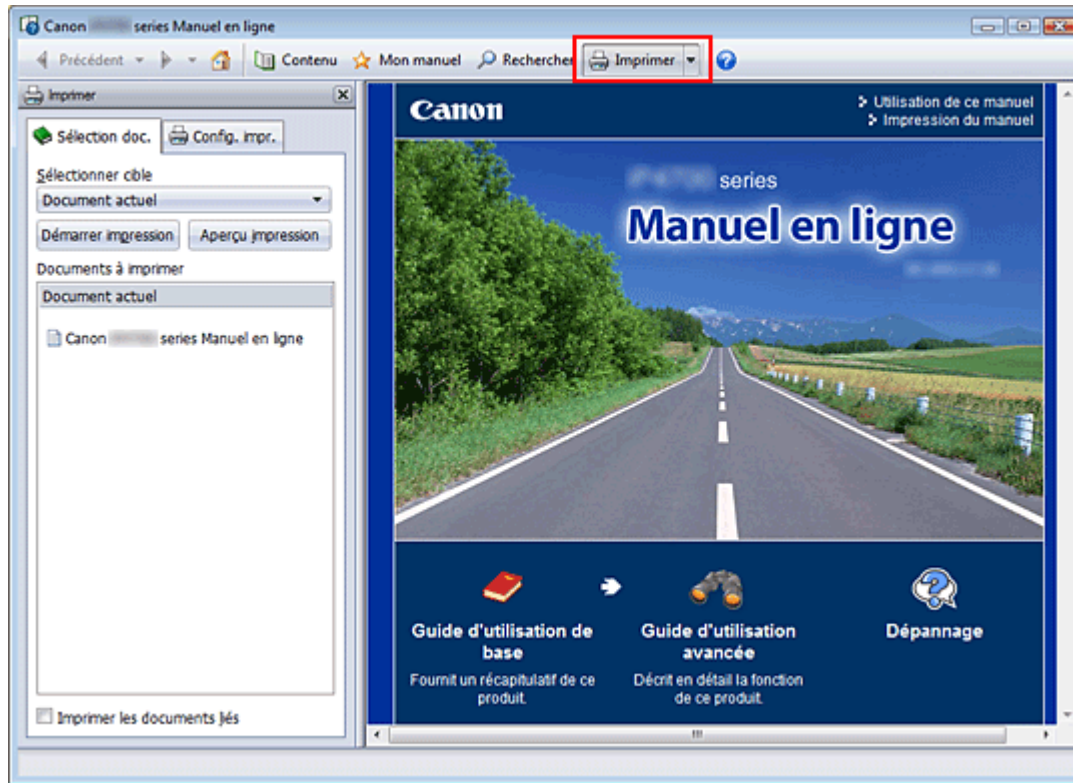 Canon series Manuel en ligne
Précédent Contenu Mon manuel Rechercher Imprimer
Imprimer
Sélection doc. Config. impr.
Sélectionner cible
Document actuel
Démarrer impression Aperçu impression
Documents à imprimer
Document actuel
Canon series Manuel en ligne
Imprimer les documents liés
Canon
Utilisation de ce manuel
Impression du manuel
series
Manuel en ligne
Guide d'utilisation de
base
Fournit un récapitulatif de ce
produit.
Guide d'utilisation
avancée
Décrit en détail la fonction
de ce produit.
Dépannage